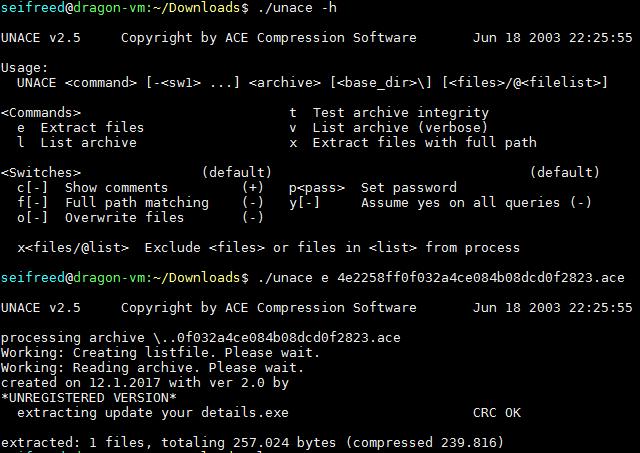 seifreed@dragon-vm:~/Downloads$ ./unace -h
UNACE v2.5     Copyright by ACE Compression Software       Jun 18 2003 22:25:55
Usage:
  UNACE <command> [-<sw1> ...] <archive> [<base_dir>\] [<files>/@<filelist>]
<Commands>                          t  Test archive integrity
  e  Extract files                  v  List archive (verbose)
  l  List archive                   x  Extract files with full path
<Switches>               (default)                                (default)
  c[-]  Show comments         (+)   p<pass>  Set password
  f[-]  Full path matching    (-)   y[-]     Assume yes on all queries (-)
  o[-]  Overwrite files       (-)
  x<files/@list>  Exclude <files> or files in <list> from process
seifreed@dragon-vm:~/Downloads$ ./unace e 4e2258ff0f032a4ce084b08dcd0f2823.ace
UNACE v2.5     Copyright by ACE Compression Software       Jun 18 2003 22:25:55
processing archive \..0f032a4ce084b08dcd0f2823.ace
Working: Creating listfile. Please wait.
Working: Reading archive. Please wait.
created on 12.1.2017 with ver 2.0 by
*UNREGISTERED VERSION*
  extracting update your details.exe                       CRC OK
extracted: 1 files, totaling 257.024 bytes (compressed 239.816)